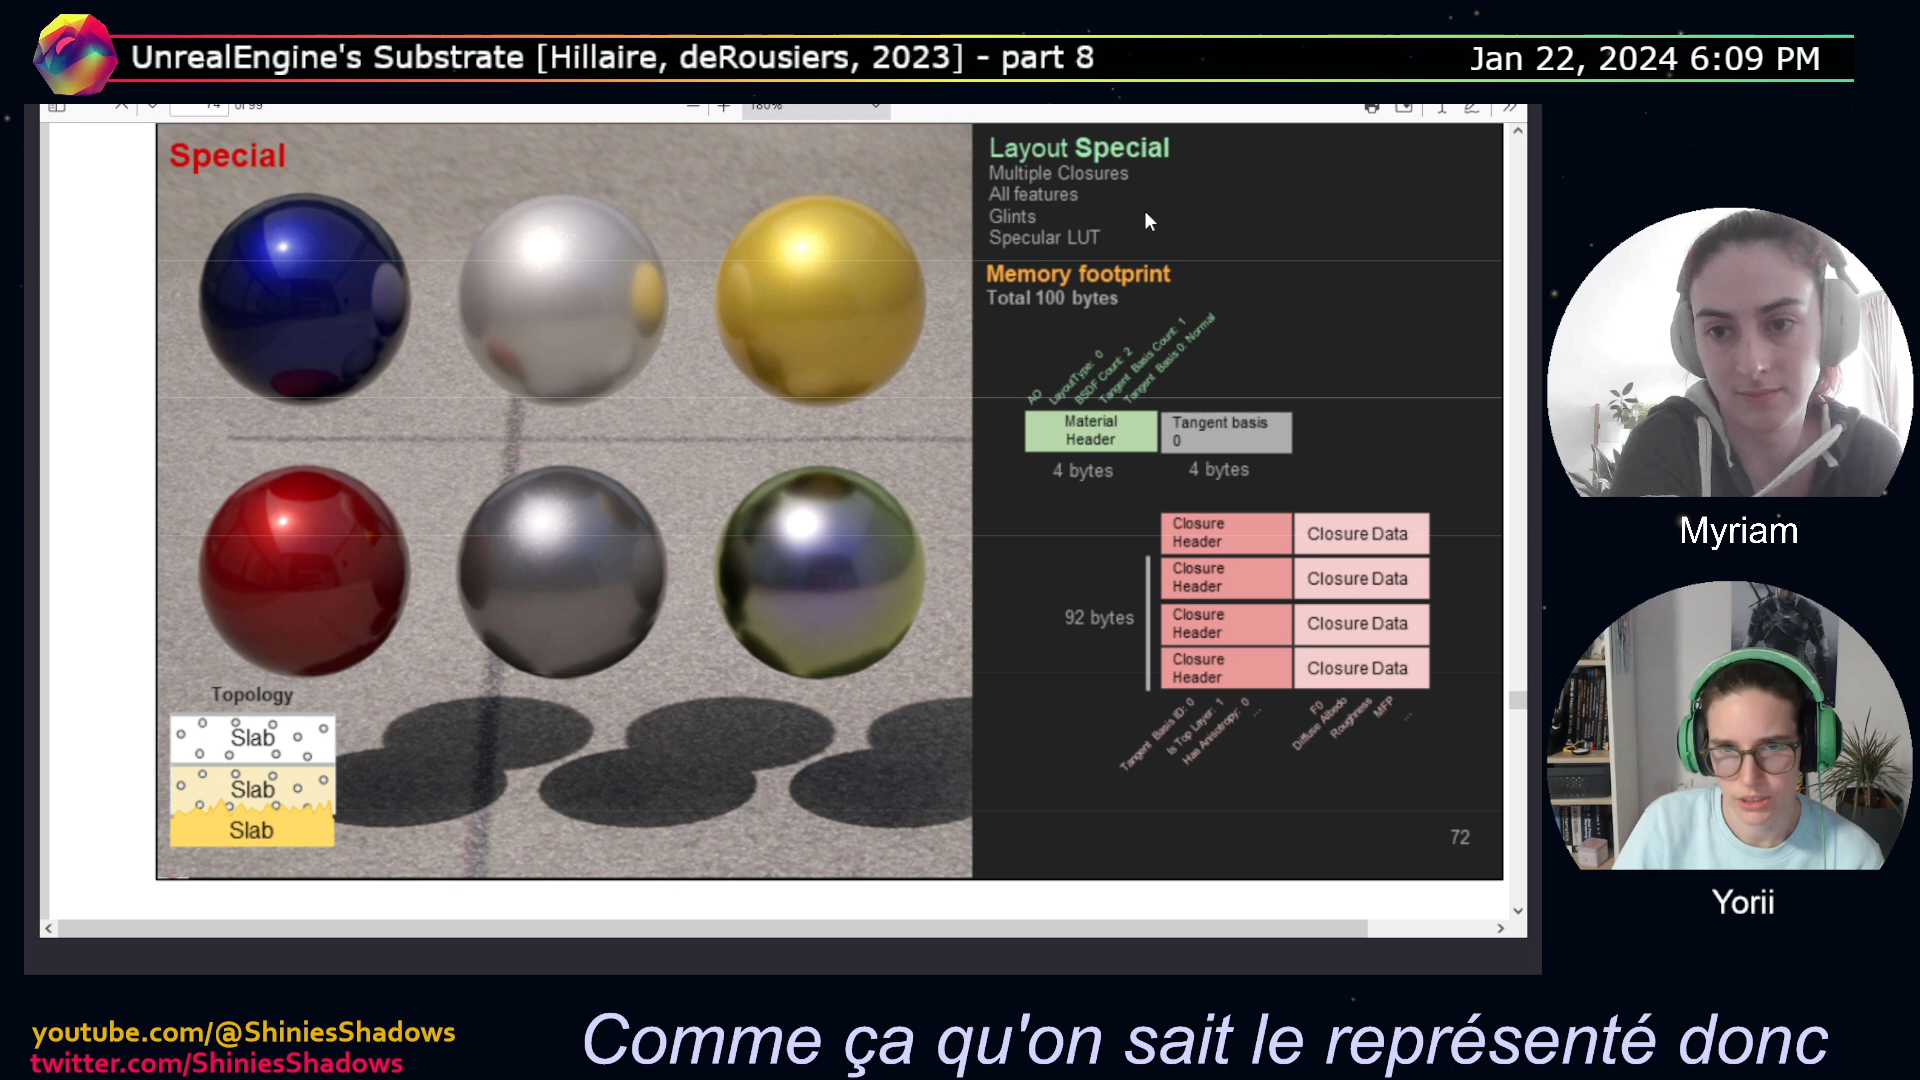 UnrealEngine's Substrate [Hillaire, deRousiers, 2023] - part 8
Jan 22, 2024 6:09 PM
74
of 99
180%
Special
Topology
Slab
Slab
Slab
Layout Special
Multiple Closures
All features
Glints
Specular LUT
Memory footprint
Total 100 bytes
AO
LayoutType: 0
BSDF Count: 2
Tangent Basis Count: 1
Tangent Basis 0: Normal
Material
Header
Tangent basis
0
4 bytes
4 bytes
Closure
Header
Closure Data
Closure
Header
Closure Data
92 bytes
Closure
Header
Closure Data
Closure
Header
Closure Data
Tangent Basis ID: 0
Is Top Layer: 1
Has Anisotropy: 0
...
F0
Diffuse Albedo
Roughness
MFP
...
72
Myriam
Yorii
youtube.com/@ShiniesShadows
twitter.com/ShiniesShadows
Comme ça qu'on sait le représenté donc